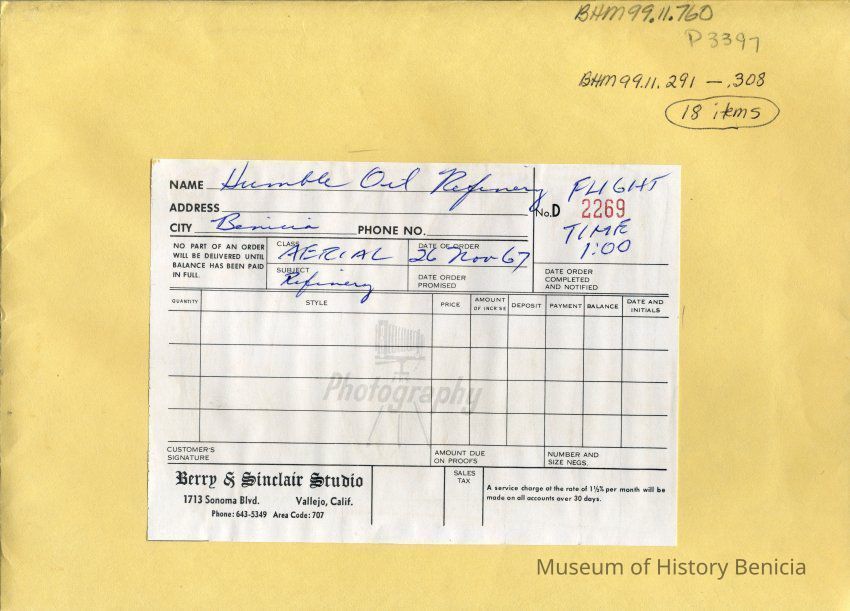 BHM99.11.760
P3397
BHM99.11.291 – .308
18 items
NAME Humble Oil Refinery
ADDRESS
CITY Benicia PHONE NO.
No. D 2269
FLIGHT
TIME
1:00
NO PART OF AN ORDER
WILL BE DELIVERED UNTIL
BALANCE HAS BEEN PAID
IN FULL.
CLASS AERIAL
SUBJECT Refinery
DATE OF ORDER
26 Nov 67
DATE ORDER
PROMISED
DATE ORDER
COMPLETED
AND NOTIFIED
QUANTITY STYLE PRICE AMOUNT OF INCR'SE DEPOSIT PAYMENT BALANCE DATE AND INITIALS
Photography
CUSTOMER'S
SIGNATURE
AMOUNT DUE
ON PROOFS
NUMBER AND
SIZE NEGS.
Berry & Sinclair Studio
1713 Sonoma Blvd. Vallejo, Calif.
Phone: 643-5349 Area Code: 707
SALES
TAX
A service charge at the rate of 1½% per month will be
made on all accounts over 30 days.
Museum of History Benicia